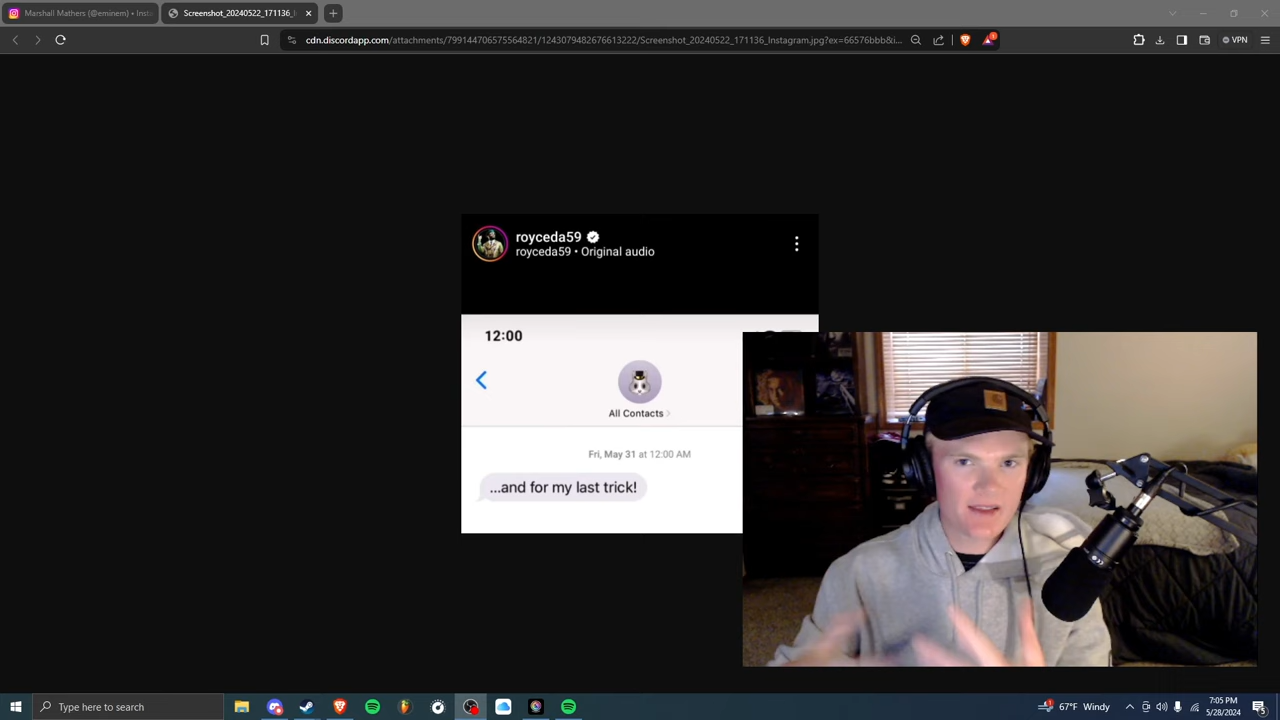 Marshall Mathers (@eminem) • Inst
Screenshot_20240522_171136_I
cdn.discordapp.com/attachments/799144706575564821/1243079482676613222/Screenshot_20240522_171136_Instagram.jpg?ex=66576bbb&i...
VPN
royceda59
royceda59 • Original audio
12:00
All Contacts
Fri, May 31 at 12:00 AM
...and for my last trick!
Type here to search
67°F Windy
7:05 PM
5/28/2024